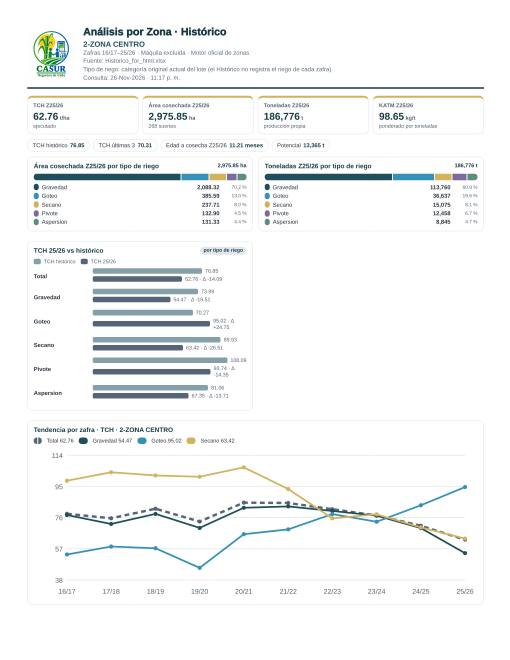 CASUR
Análisis por Zona · Histórico
2-ZONA CENTRO
Zafras 16/17–25/26 · Maquila excluida · Motor oficial de zonas
Fuente: Historico_for_html.xlsx
Tipo de riego: categoría original actual del lote (el Histórico no registra el riego de cada zafra).
Consulta: 26-Nov-2026 · 11:17 p. m.
TCH Z25/26
62.76 t/ha
ejecutado
Área cosechada Z25/26
2,975.85 ha
268 suertes
Toneladas Z25/26
186,776 t
producción propia
KATM Z25/26
98.65 kg/t
ponderado por toneladas
TCH histórico 76.85
TCH últimas 3 70.31
Edad a cosecha Z25/26 11.21 meses
Potencial 13,365 t
Área cosechada Z25/26 por tipo de riego 2,975.85 ha
Gravedad 2,088.32 70.2 %
Goteo 385.59 13.0 %
Secano 237.71 8.0 %
Pivote 132.90 4.5 %
Aspersion 131.33 4.4 %
Toneladas Z25/26 por tipo de riego 186,776 t
Gravedad 113,760 60.9 %
Goteo 36,637 19.6 %
Secano 15,075 8.1 %
Pivote 12,458 6.7 %
Aspersion 8,845 4.7 %
TCH 25/26 vs histórico por tipo de riego
TCH histórico TCH 25/26
Total 76.85
62.76 · Δ -14.09
Gravedad 73.98
54.47 · Δ -19.51
Goteo 70.27
95.02 · Δ
+24.75
Secano 89.93
63.42 · Δ -26.51
Pivote 108.09
93.74 · Δ
-14.35
Aspersion 81.06
67.35 · Δ -13.71
Tendencia por zafra · TCH · 2-ZONA CENTRO
Total 62.76 Gravedad 54.47 Goteo 95.02 Secano 63.42
114
95
76
57
38
16/17 17/18 18/19 19/20 20/21 21/22 22/23 23/24 24/25 25/26